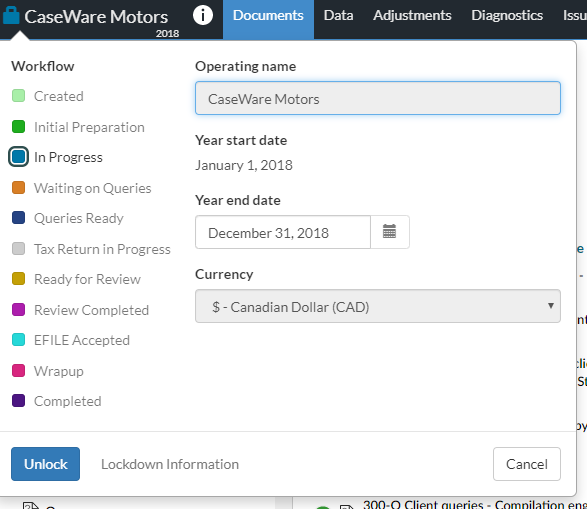 CaseWare Motors
2018
Documents
Data
Adjustments
Diagnostics
Issu
Workflow
Created
Initial Preparation
In Progress
Waiting on Queries
Queries Ready
Tax Return in Progress
Ready for Review
Review Completed
EFILE Accepted
Wrapup
Completed
Operating name
CaseWare Motors
Year start date
January 1, 2018
Year end date
December 31, 2018
Currency
$ - Canadian Dollar (CAD)
Unlock
Lockdown Information
Cancel
300-Q Client queries - Compilation eng